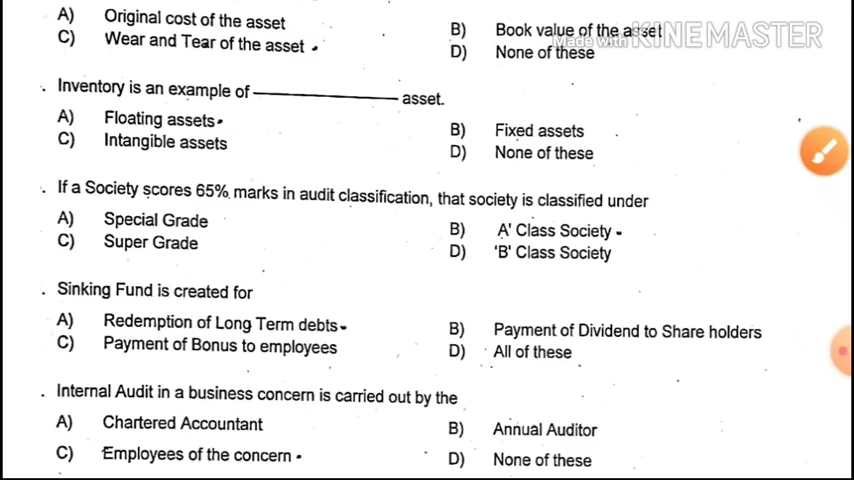 A) Original cost of the asset B) Book value of the asset
Made with KINEMASTER
C) Wear and Tear of the asset D) None of these
. Inventory is an example of ____________ asset.
A) Floating assets B) Fixed assets
C) Intangible assets D) None of these
. If a Society scores 65% marks in audit classification, that society is classified under
A) Special Grade B) A' Class Society
C) Super Grade D) 'B' Class Society
. Sinking Fund is created for
A) Redemption of Long Term debts B) Payment of Dividend to Share holders
C) Payment of Bonus to employees D) All of these
. Internal Audit in a business concern is carried out by the
A) Chartered Accountant B) Annual Auditor
C) Employees of the concern D) None of these